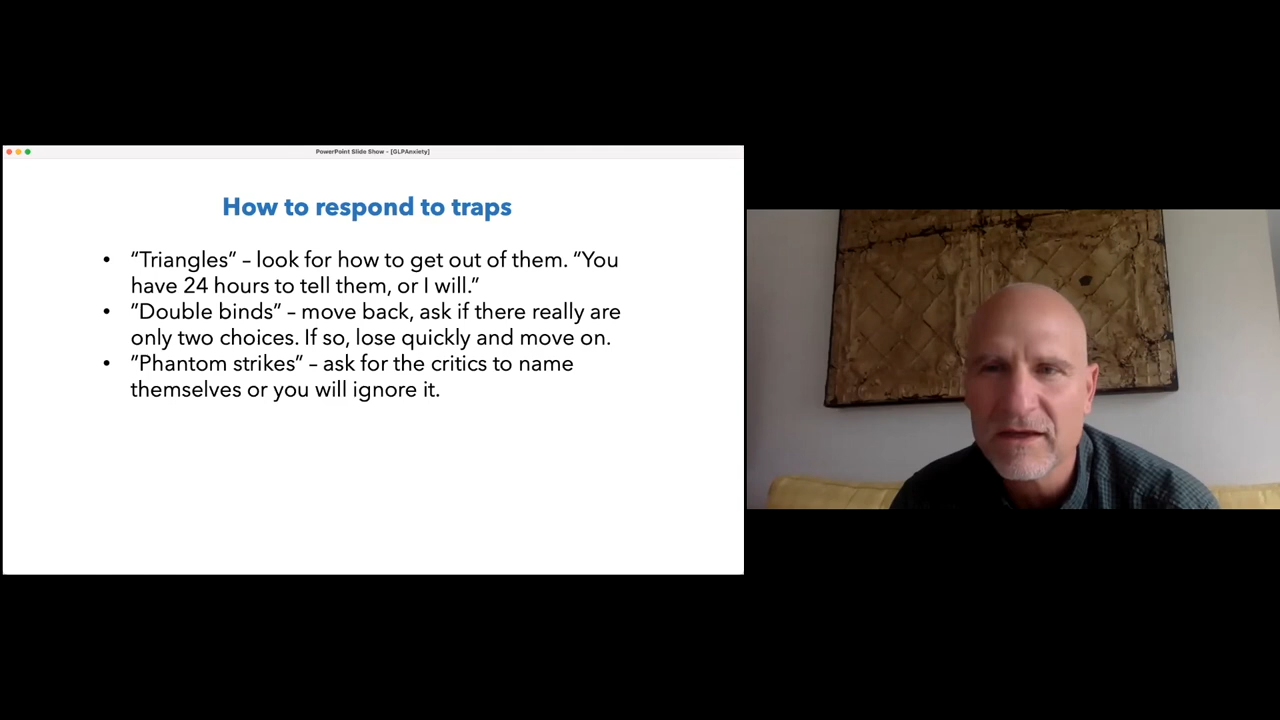 PowerPoint Slide Show – [GLPAnxiety]
How to respond to traps
• ”Triangles” – look for how to get out of them. “You
have 24 hours to tell them, or I will.”
• ”Double binds” – move back, ask if there really are
only two choices. If so, lose quickly and move on.
• ”Phantom strikes” – ask for the critics to name
themselves or you will ignore it.